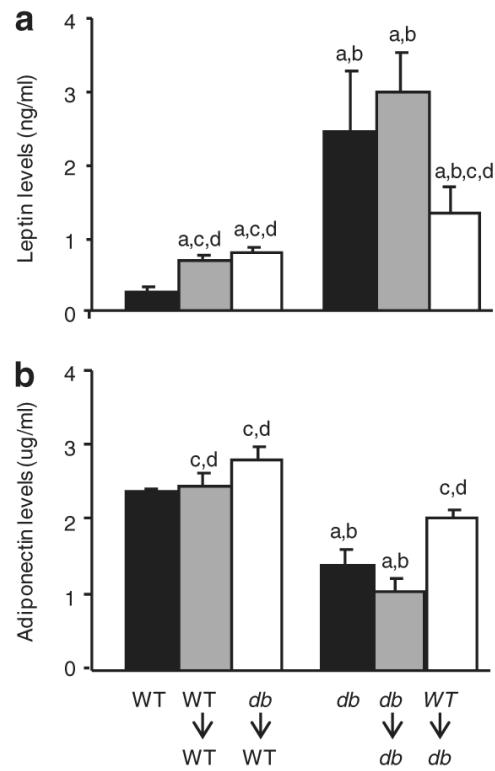 a
Leptin levels (ng/ml)
4
3
2
1
0
a,c,d
a,c,d
a,b
a,b
a,b,c,d
b
Adiponectin levels (ug/ml)
4
3
2
1
0
c,d
c,d
a,b
a,b
c,d
WT WT db db db WT
WT WT db db